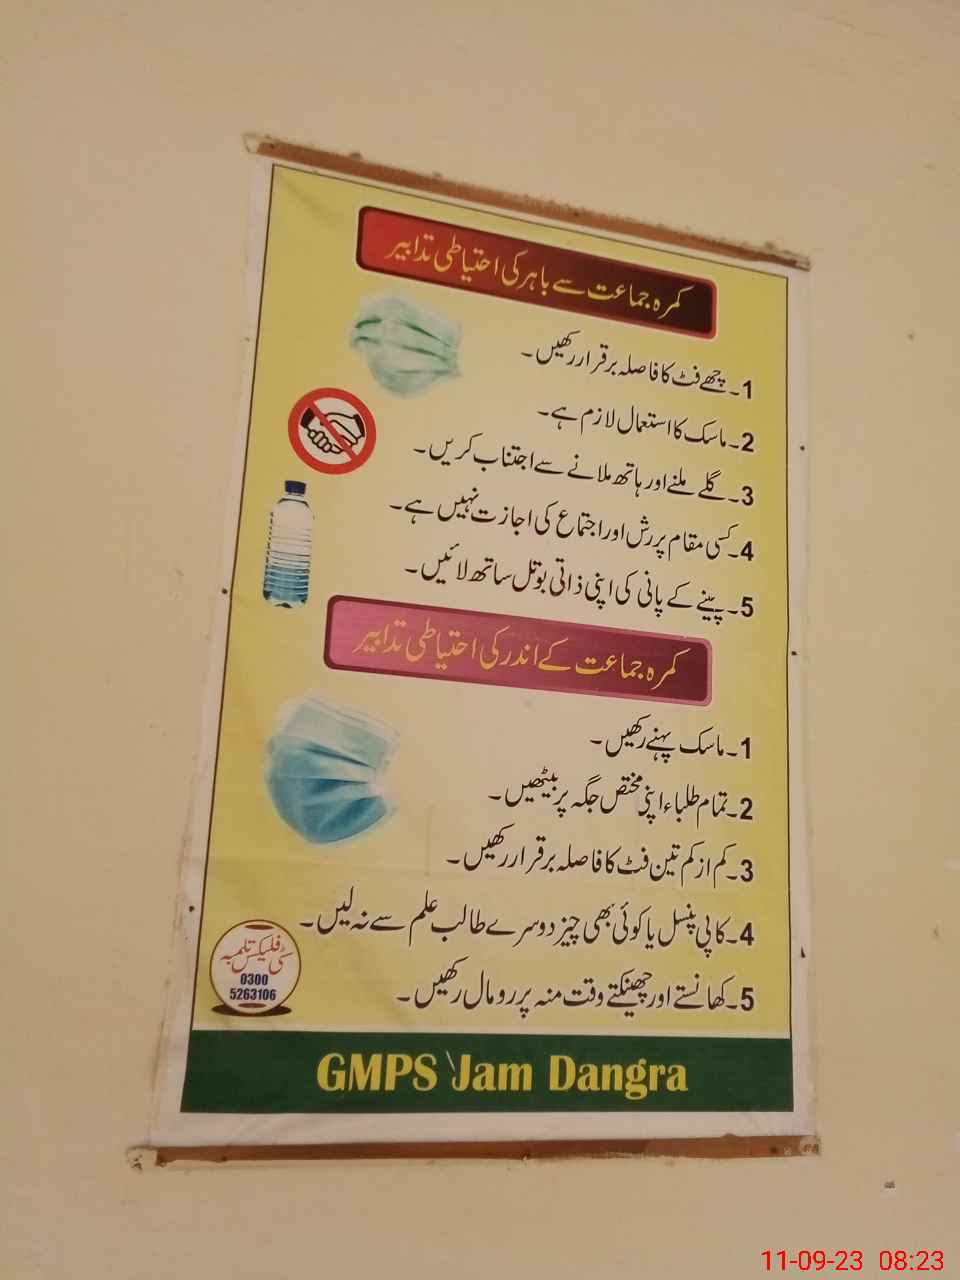 کمرہ جماعت سے باہر کی احتیاطی تدابیر
1۔ چھے فٹ کا فاصلہ برقرار رکھیں۔
2۔ ماسک کا استعمال لازم ہے۔
3۔ گلے ملنے اور ہاتھ ملانے سے اجتناب کریں۔
4۔ کسی مقام پر رش اور اجتماع کی اجازت نہیں ہے۔
5۔ پینے کے پانی کی اپنی ذاتی بوتل ساتھ لائیں۔
کمرہ جماعت کے اندر کی احتیاطی تدابیر
1۔ ماسک پہنے رکھیں۔
2۔ تمام طلباء اپنی مختص جگہ پر بیٹھیں۔
3۔ کم از کم تین فٹ کا فاصلہ برقرار رکھیں۔
4۔ کاپی پنسل یا کوئی بھی چیز دوسرے طالب علم سے نہ لیں۔
5۔ کھانستے اور چھینکتے وقت منہ پر رومال رکھیں۔
سٹی فلیکس تلمبہ
0300
5263106
GMPS Jam Dangra
11-09-23 08:23